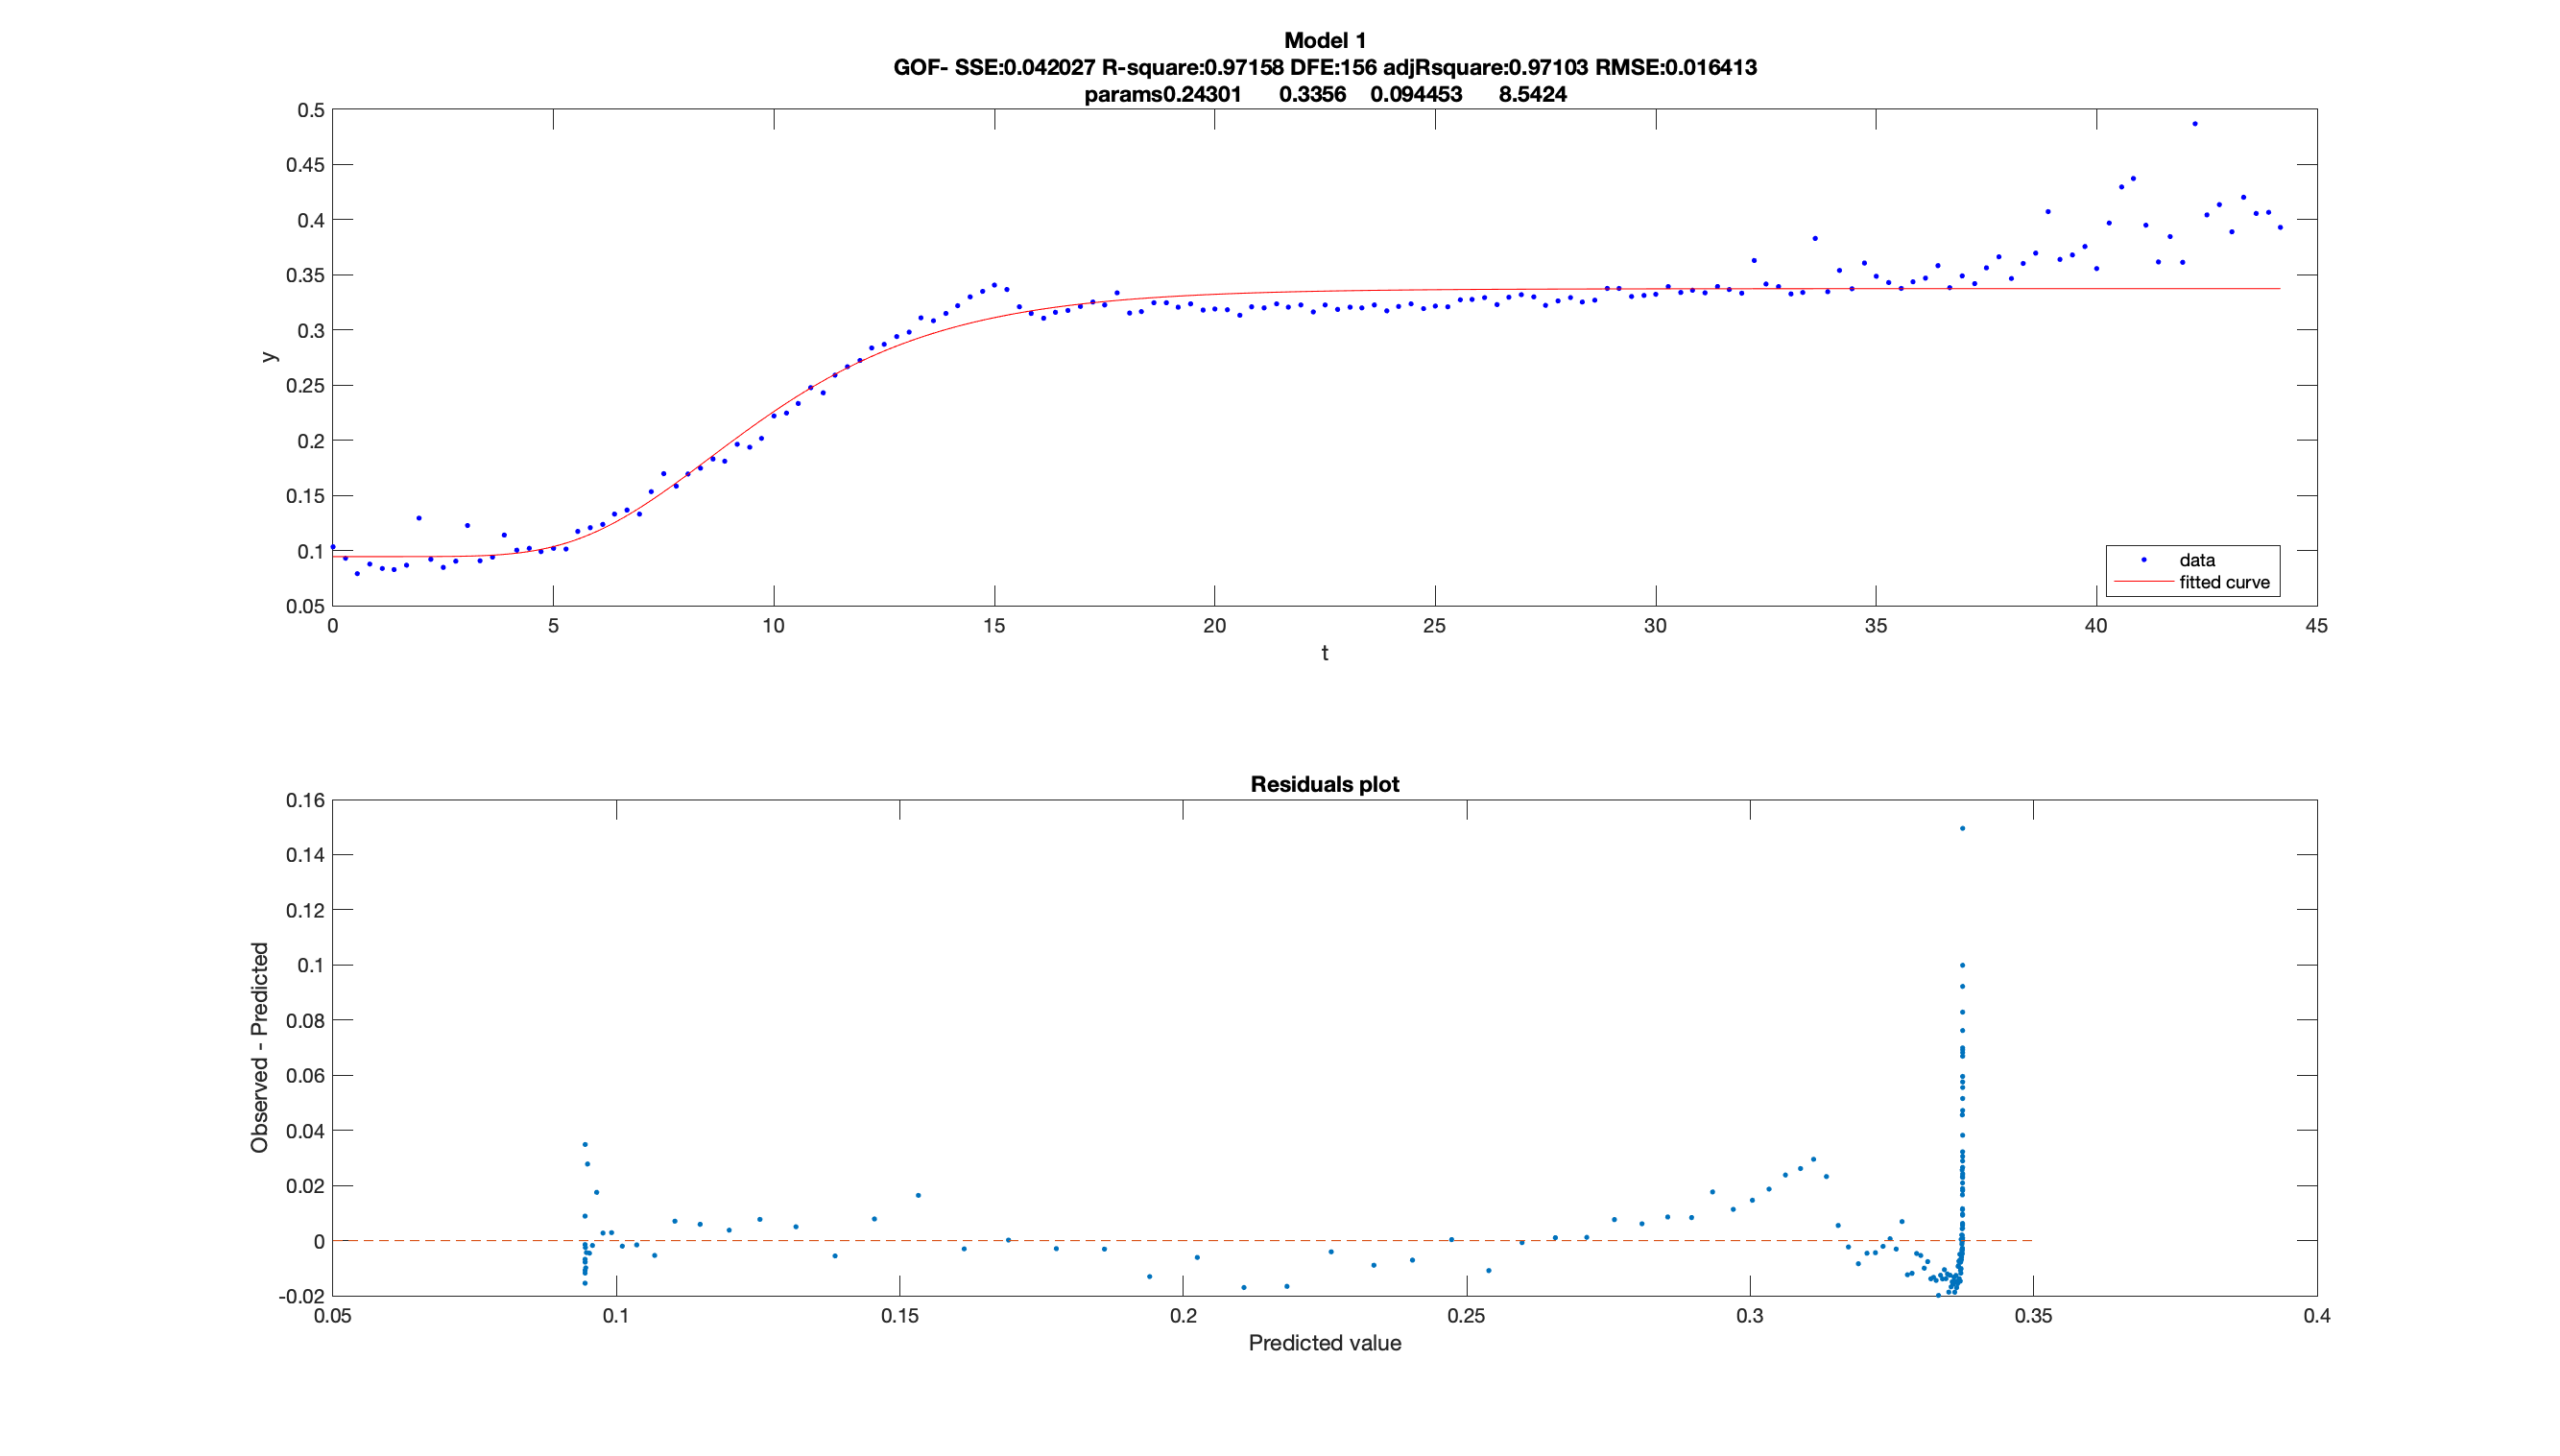 Model 1
GOF- SSE:0.042027 R-square:0.97158 DFE:156 adjRsquare:0.97103 RMSE:0.016413
params0.24301 0.3356 0.094453 8.5424
0.5
0.45
0.4
0.35
0.3
0.25
0.2
0.15
0.1
0.05
y
0 5 10 15 20 25 30 35 40 45
t
data
fitted curve
Residuals plot
0.16
0.14
0.12
0.1
0.08
0.06
0.04
0.02
0
-0.02
Observed - Predicted
0.05 0.1 0.15 0.2 0.25 0.3 0.35 0.4
Predicted value